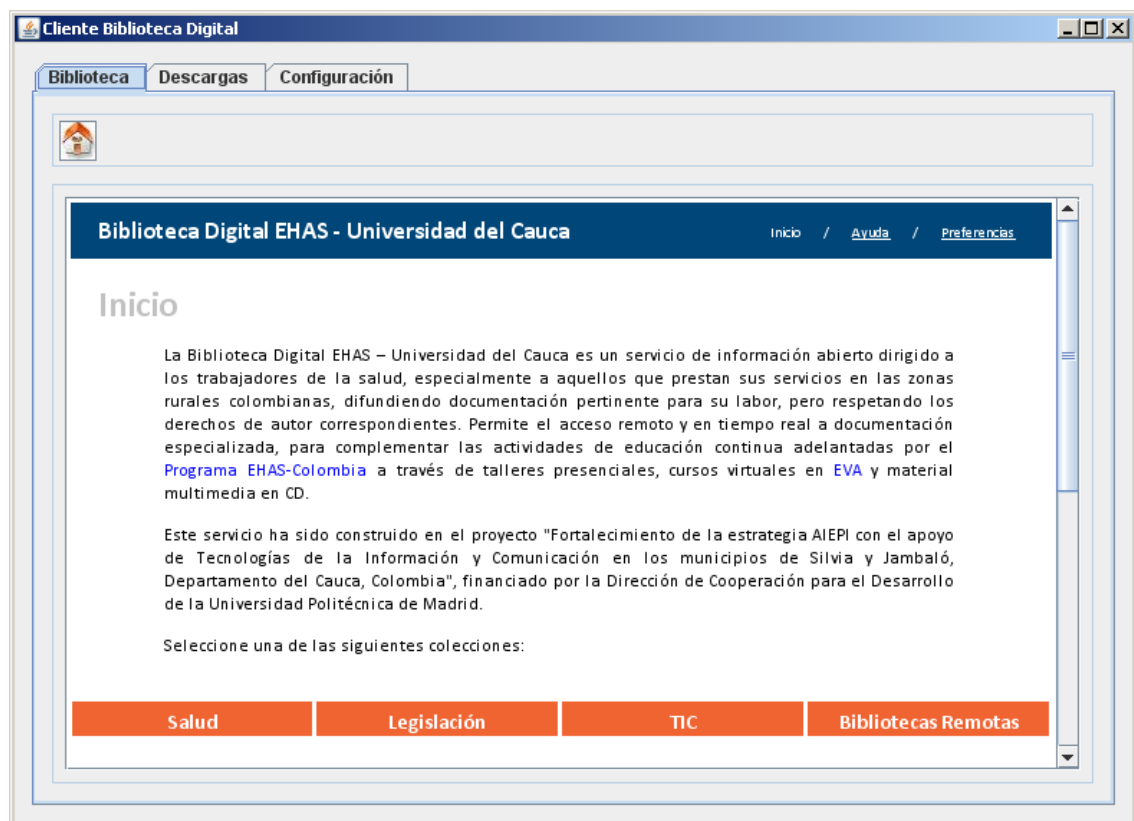 Cliente Biblioteca Digital
Biblioteca Descargas Configuración
Biblioteca Digital EHAS - Universidad del Cauca Inicio / Ayuda / Preferencias
Inicio
La Biblioteca Digital EHAS – Universidad del Cauca es un servicio de información abierto dirigido a
los trabajadores de la salud, especialmente a aquellos que prestan sus servicios en las zonas
rurales colombianas, difundiendo documentación pertinente para su labor, pero respetando los
derechos de autor correspondientes. Permite el acceso remoto y en tiempo real a documentación
especializada, para complementar las actividades de educación continua adelantadas por el
Programa EHAS-Colombia a través de talleres presenciales, cursos virtuales en EVA y material
multimedia en CD.
Este servicio ha sido construido en el proyecto "Fortalecimiento de la estrategia AIEPI con el apoyo
de Tecnologías de la Información y Comunicación en los municipios de Silvia y Jambaló,
Departamento del Cauca, Colombia", financiado por la Dirección de Cooperación para el Desarrollo
de la Universidad Politécnica de Madrid.
Seleccione una de las siguientes colecciones:
Salud Legislación TIC Bibliotecas Remotas